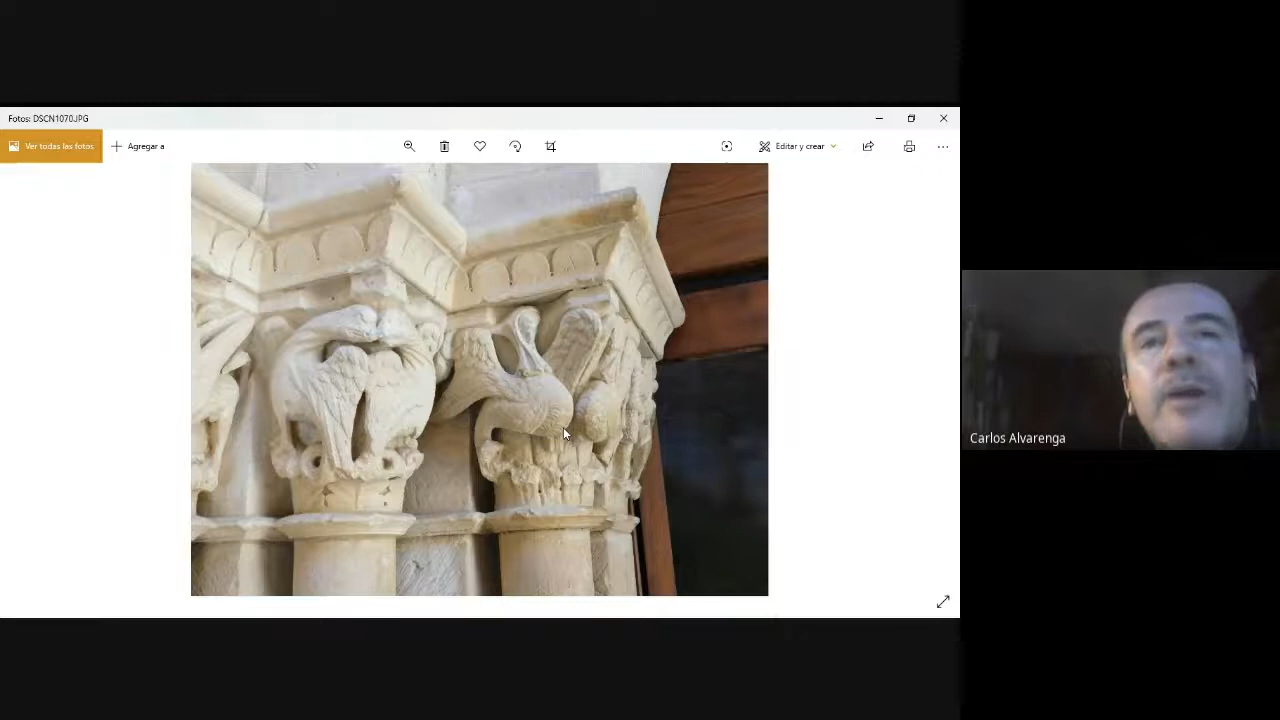 Fotos: DSCN1070.JPG
Ver todas las fotos
Agregar a
Editar y crear
Carlos Alvarenga